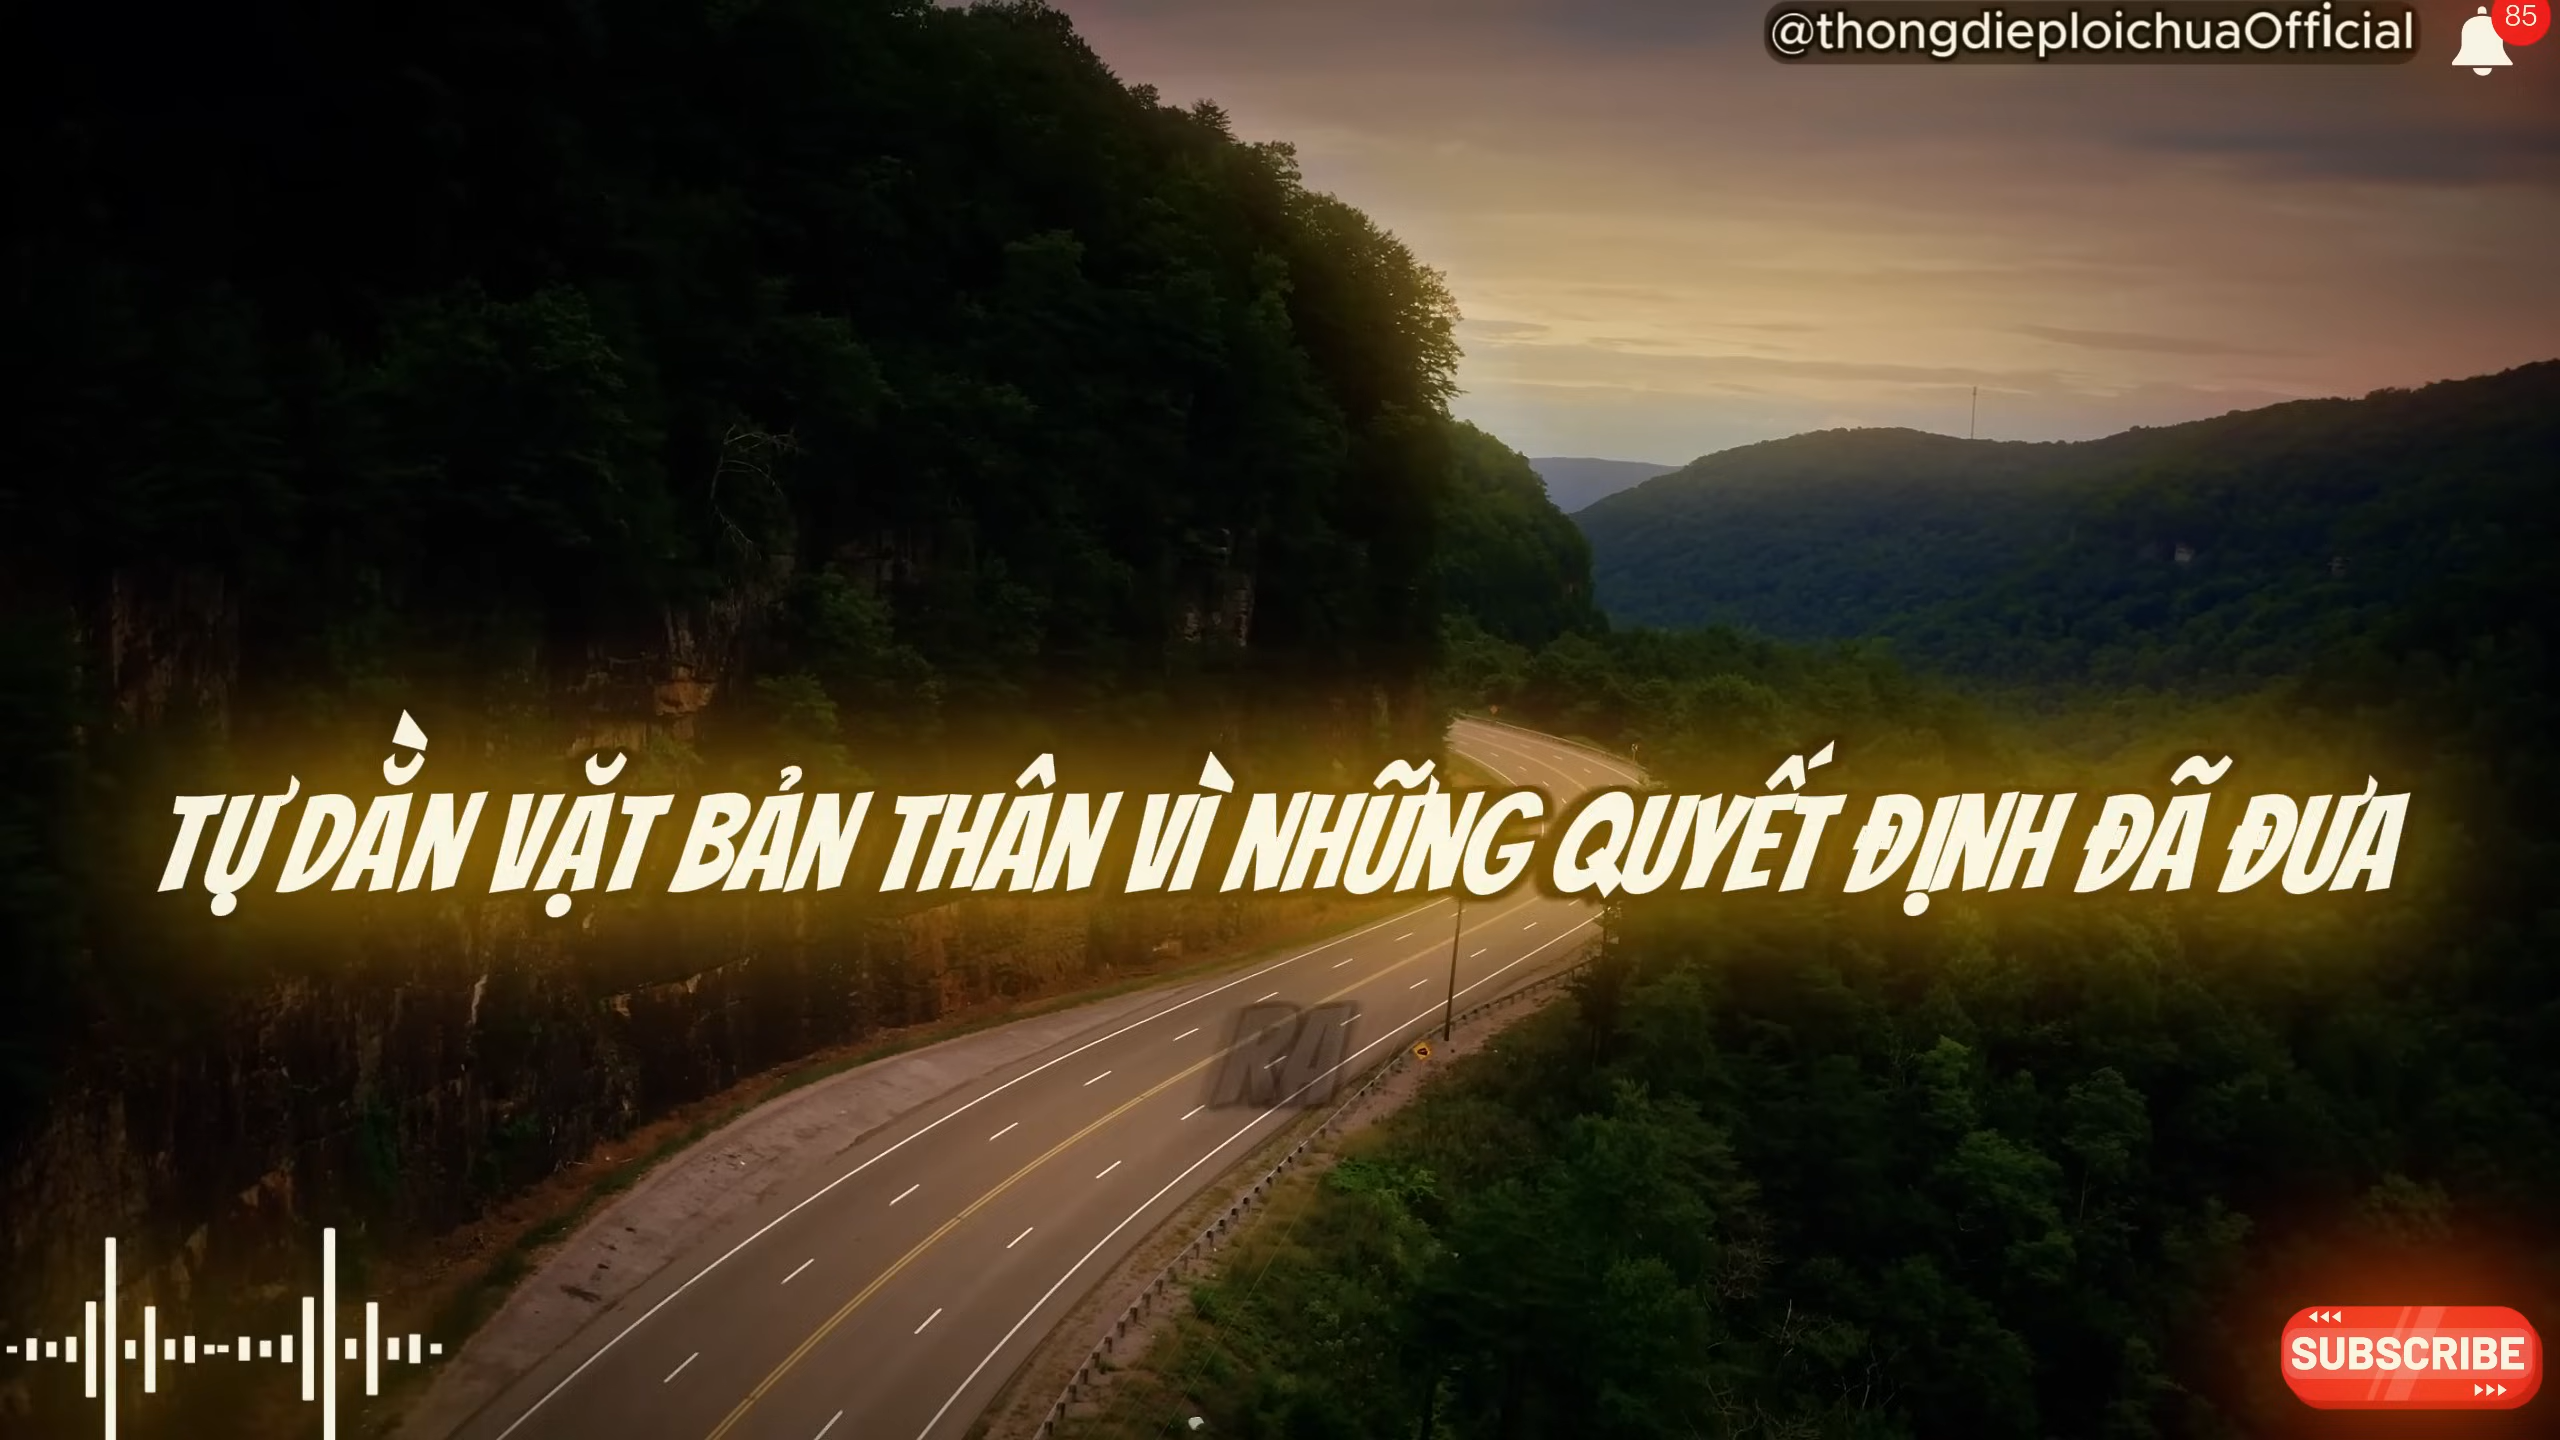 @thongdieploichuaOfficial
85
TỰ DẰN VẶT BẢN THÂN VÌ NHỮNG QUYẾT ĐỊNH ĐÃ ĐƯA
RA
SUBSCRIBE